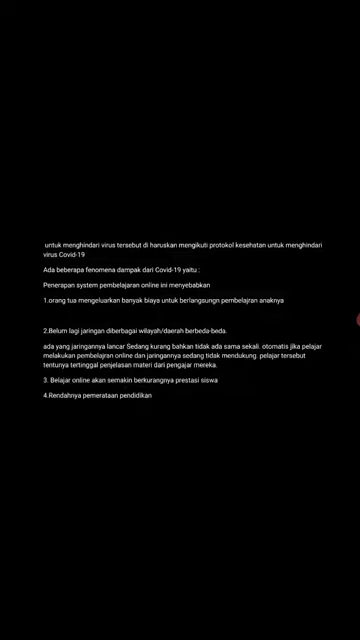 untuk menghindari virus tersebut di haruskan mengikuti protokol kesehatan untuk menghindari
virus Covid-19
Ada beberapa fenomena dampak dari Covid-19 yaitu :
Penerapan system pembelajaran online ini menyebabkan
1.orang tua mengeluarkan banyak biaya untuk berlangsungn pembelajran anaknya
2.Belum lagi jaringan diberbagai wilayah/daerah berbeda-beda.
ada yang jaringannya lancar Sedang kurang bahkan tidak ada sama sekali. otomatis jika pelajar
melakukan pembelajran online dan jaringannya sedang tidak mendukung. pelajar tersebut
tentunya tertinggal penjelasan materi dari pengajar mereka.
3. Belajar online akan semakin berkurangnya prestasi siswa
4.Rendahnya pemerataan pendidikan